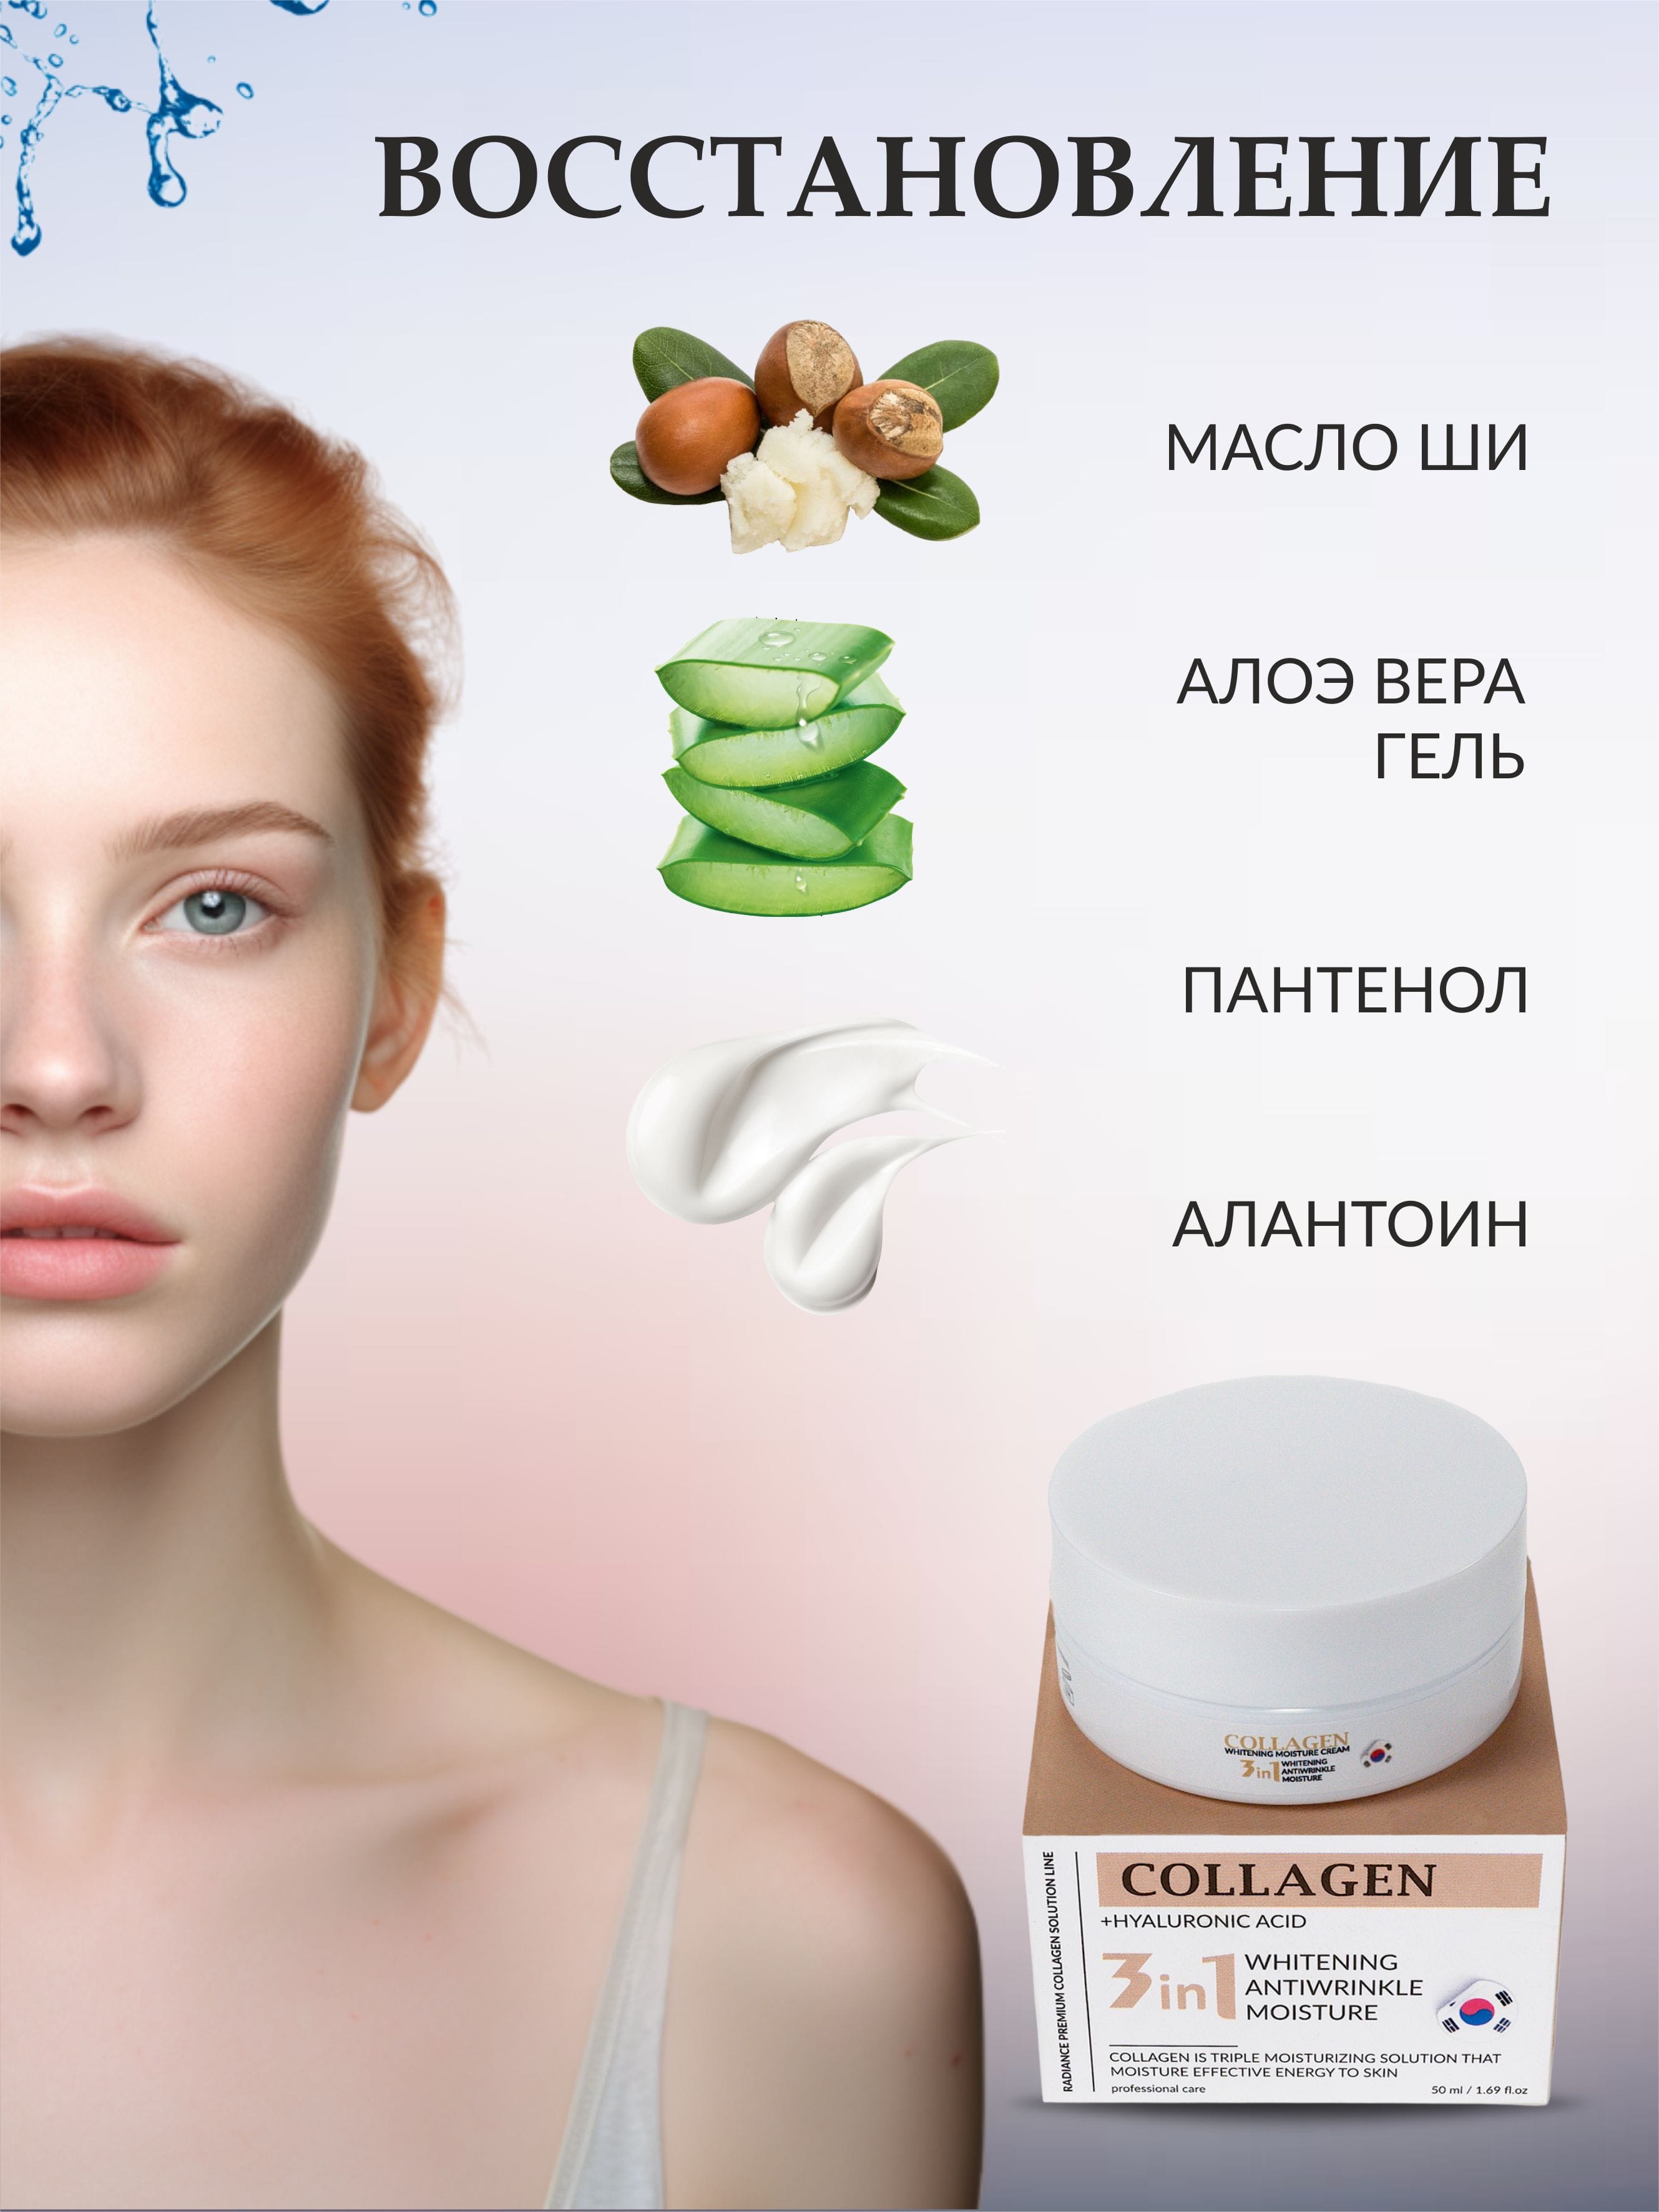 ВОССТАНОВЛЕНИЕ
МАСЛО ШИ
АЛОЭ ВЕРА
ГЕЛЬ
ПАНТЕНОЛ
АЛАНТОИН
COLLAGEN
WHITENING MOISTURE CREAM
3in1 WHITENING
ANTIWRINKLE
MOISTURE
RADIANCE PREMIUM COLLAGEN SOLUTION LINE
COLLAGEN
+HYALURONIC ACID
3in1 WHITENING
ANTIWRINKLE
MOISTURE
COLLAGEN IS TRIPLE MOISTURIZING SOLUTION THAT
MOISTURE EFFECTIVE ENERGY TO SKIN
professional care 50 ml / 1.69 fl.oz